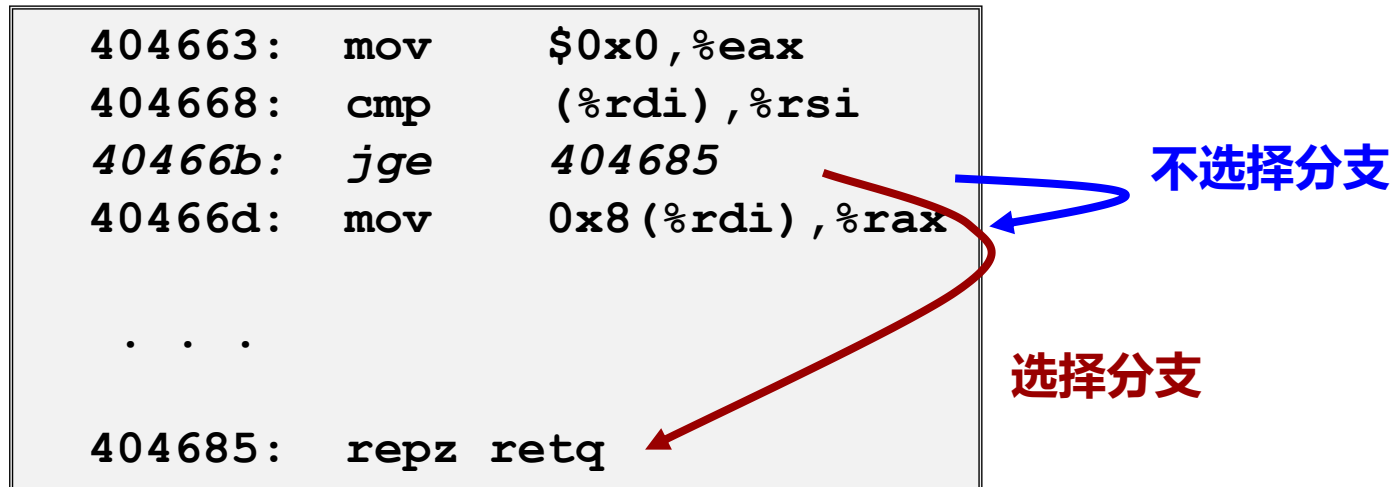 404663: mov $0x0,%eax
404668: cmp (%rdi),%rsi
40466b: jge 404685
40466d: mov 0x8(%rdi),%rax
. . .
404685: repz retq
不选择分支
选择分支